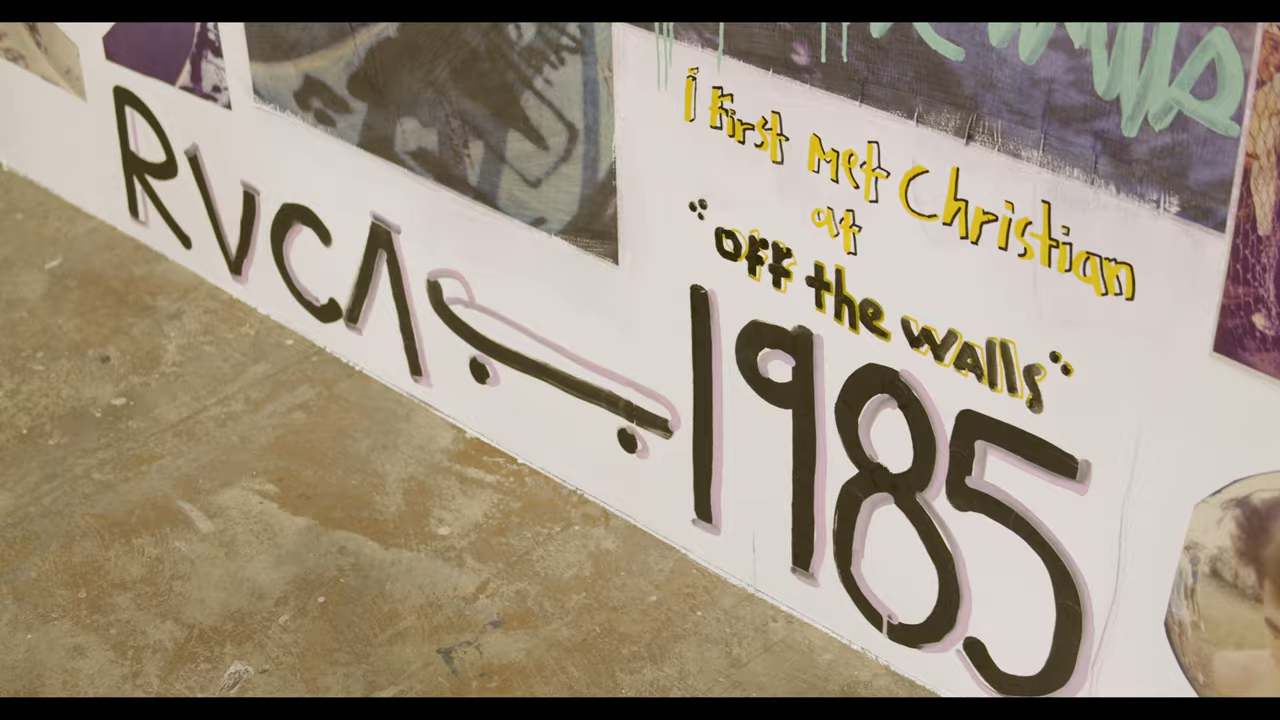 RVCA
i First Met Christian
at
"off the walls"
1985